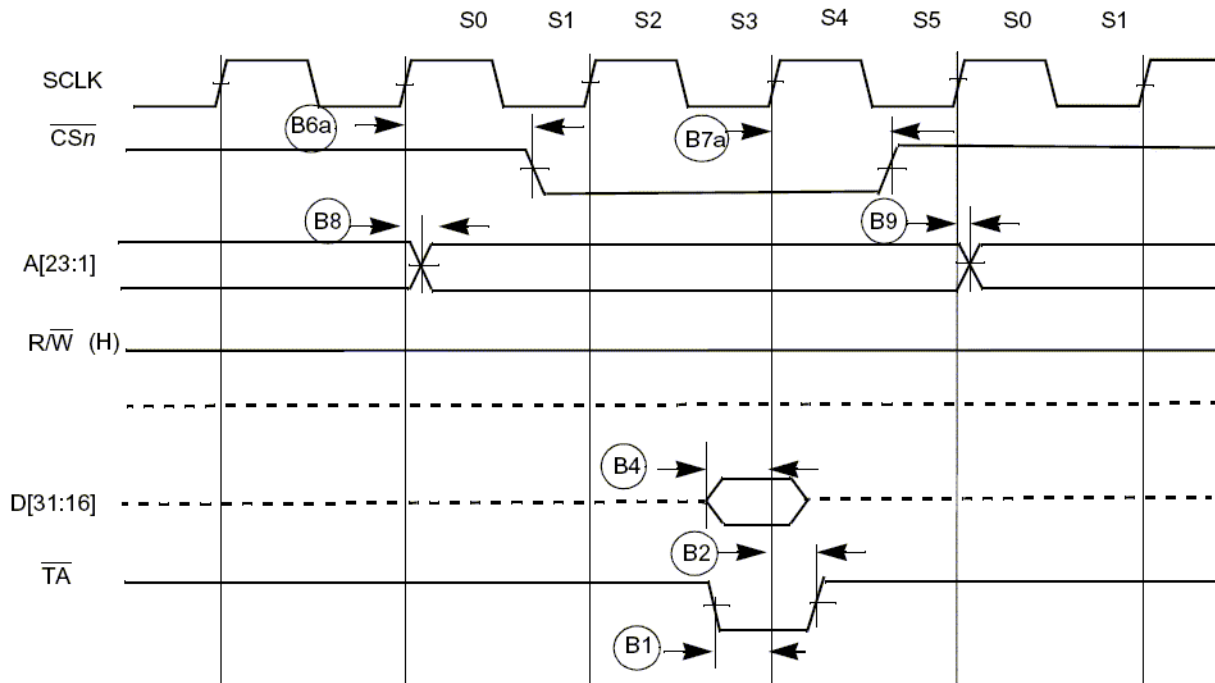 S0 S1 S2 S3 S4 S5 S0 S1
SCLK
B6a
B7a
CSn
B8
B9
A[23:1]
R/W (H)
B4
D[31:16]
B2
TA
B1